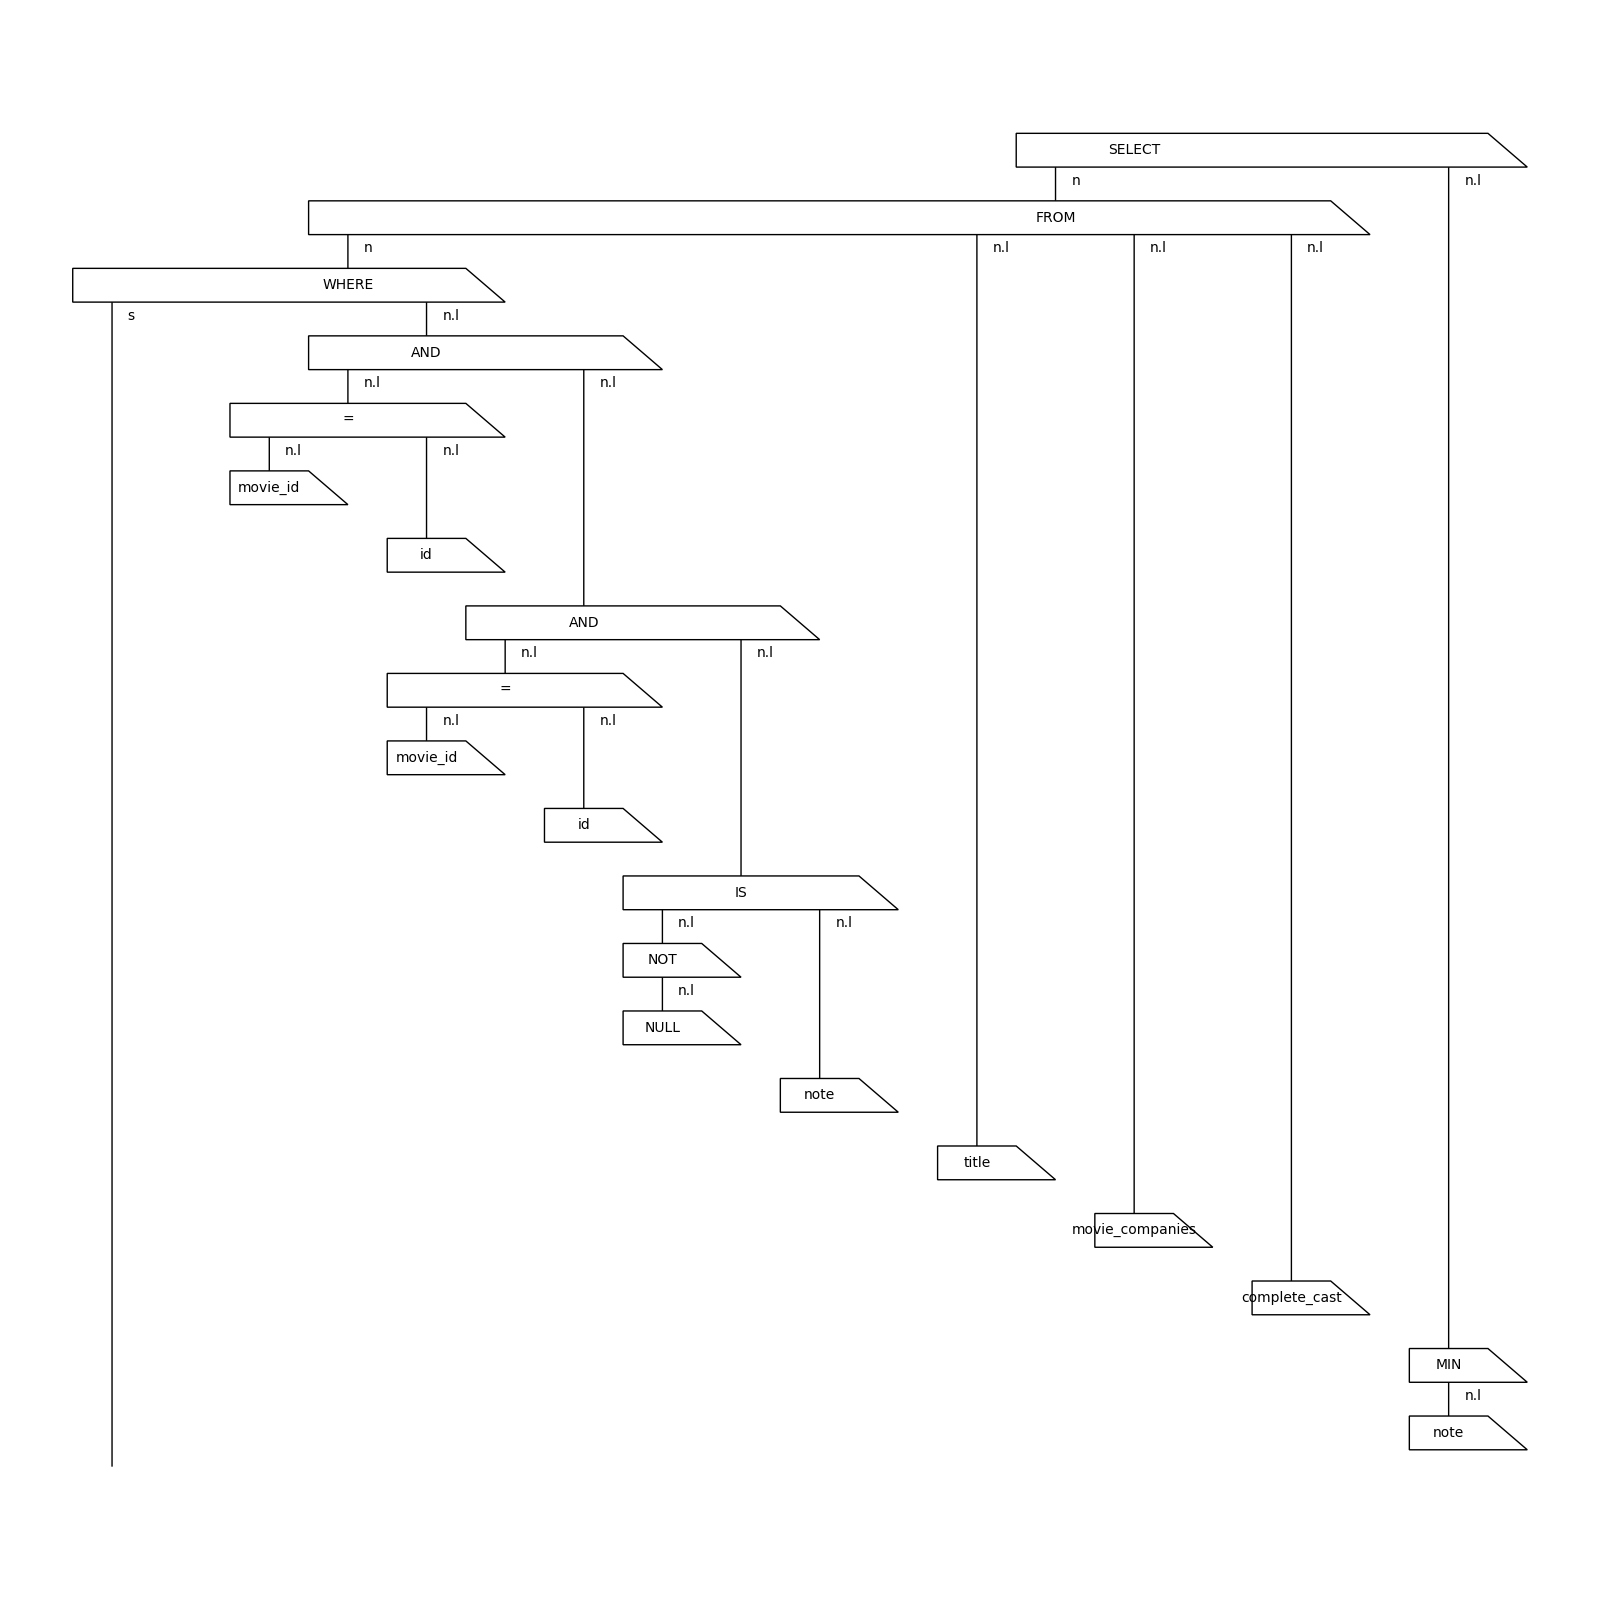 SELECT
n n.l
FROM
n n.l n.l n.l
WHERE
s n.l
AND
n.l n.l
=
n.l n.l
movie_id
id
AND
n.l n.l
=
n.l n.l
movie_id
id
IS
n.l n.l
NOT
n.l
NULL
note
title
movie_companies
complete_cast
MIN
n.l
note